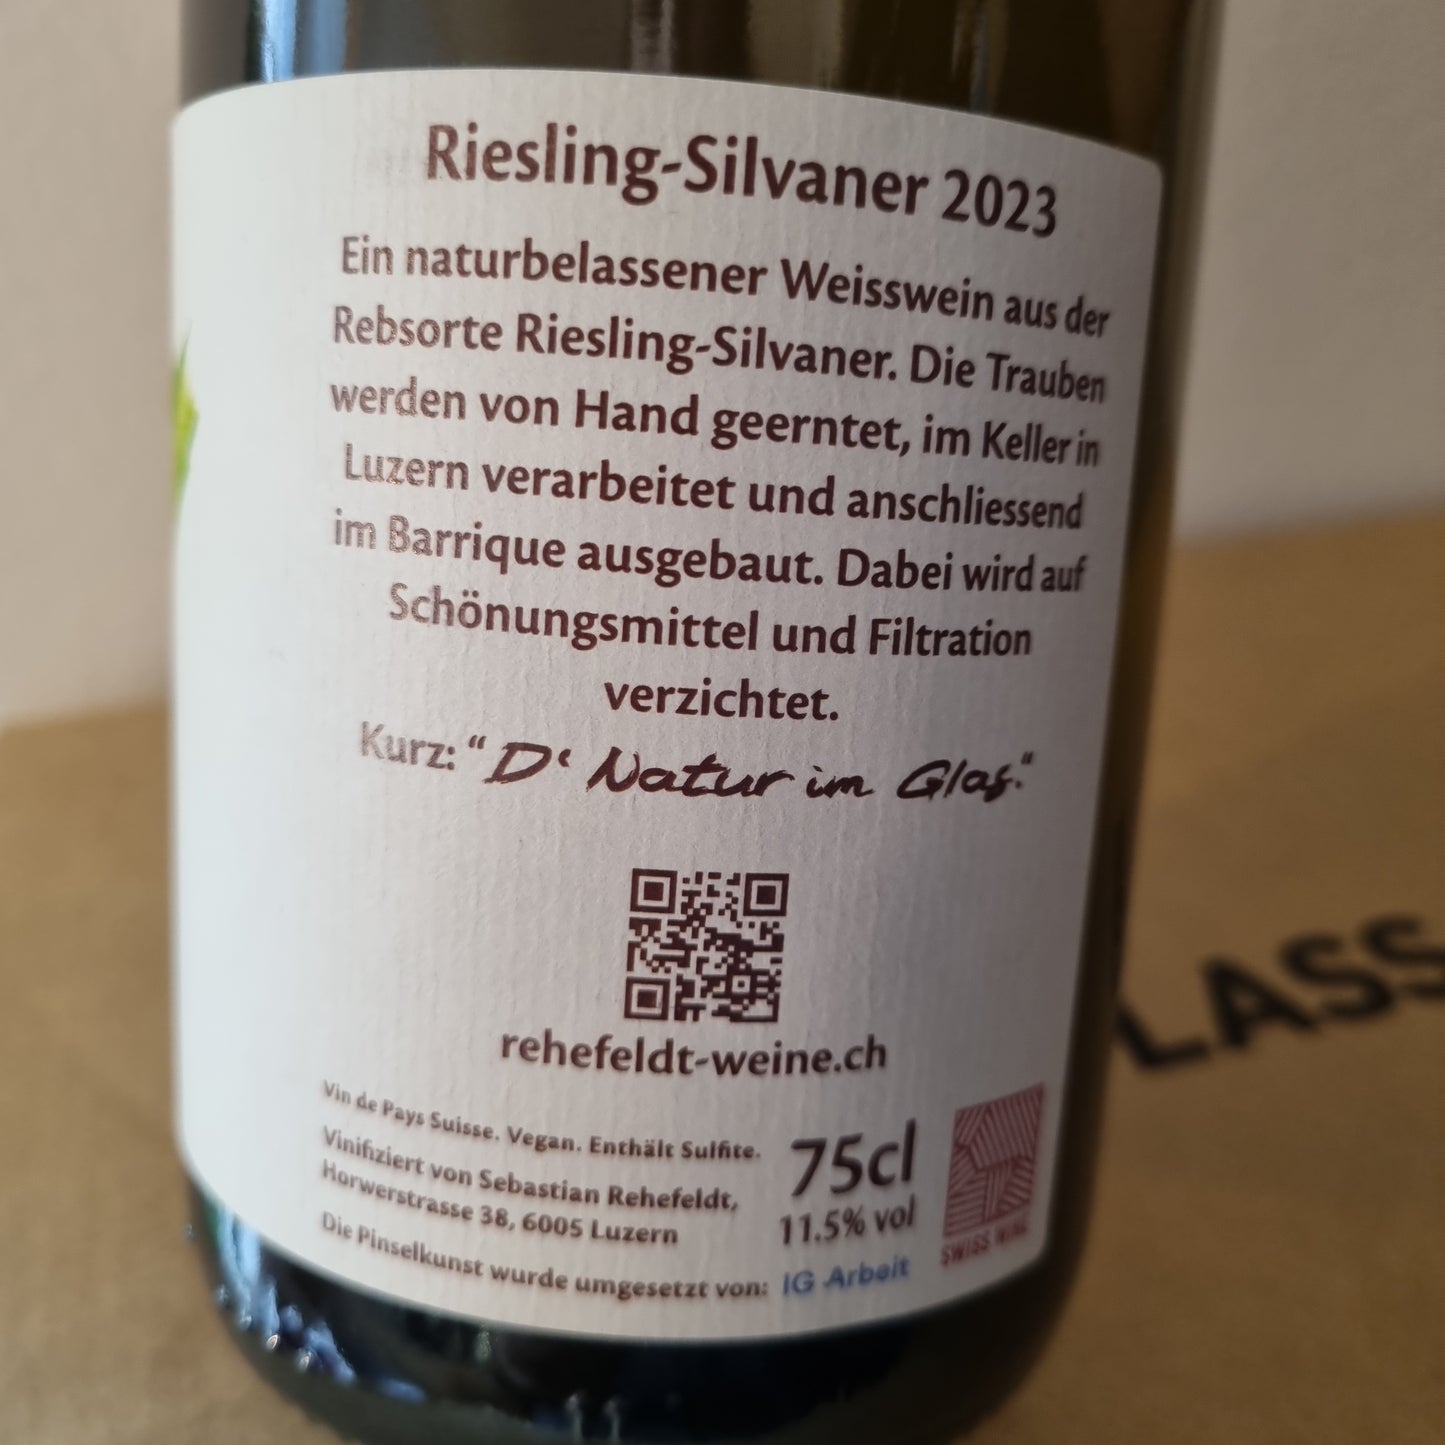 Riesling-Silvaner 2023
Ein naturbelassener Weisswein aus der
Rebsorte Riesling-Silvaner. Die Trauben
werden von Hand geerntet, im Keller in
Luzern verarbeitet und anschliessend
im Barrique ausgebaut. Dabei wird auf
Schönungsmittel und Filtration
verzichtet.
Kurz: “D‘ Natur im Glas.“
rehefeldt-weine.ch
Vin de Pays Suisse. Vegan. Enthält Sulfite.
Vinifiziert von Sebastian Rehefeldt,
Horwerstrasse 38, 6005 Luzern
Die Pinselkunst wurde umgesetzt von: IG Arbeit
75cl
11.5% vol
SWISS WINE
LASS